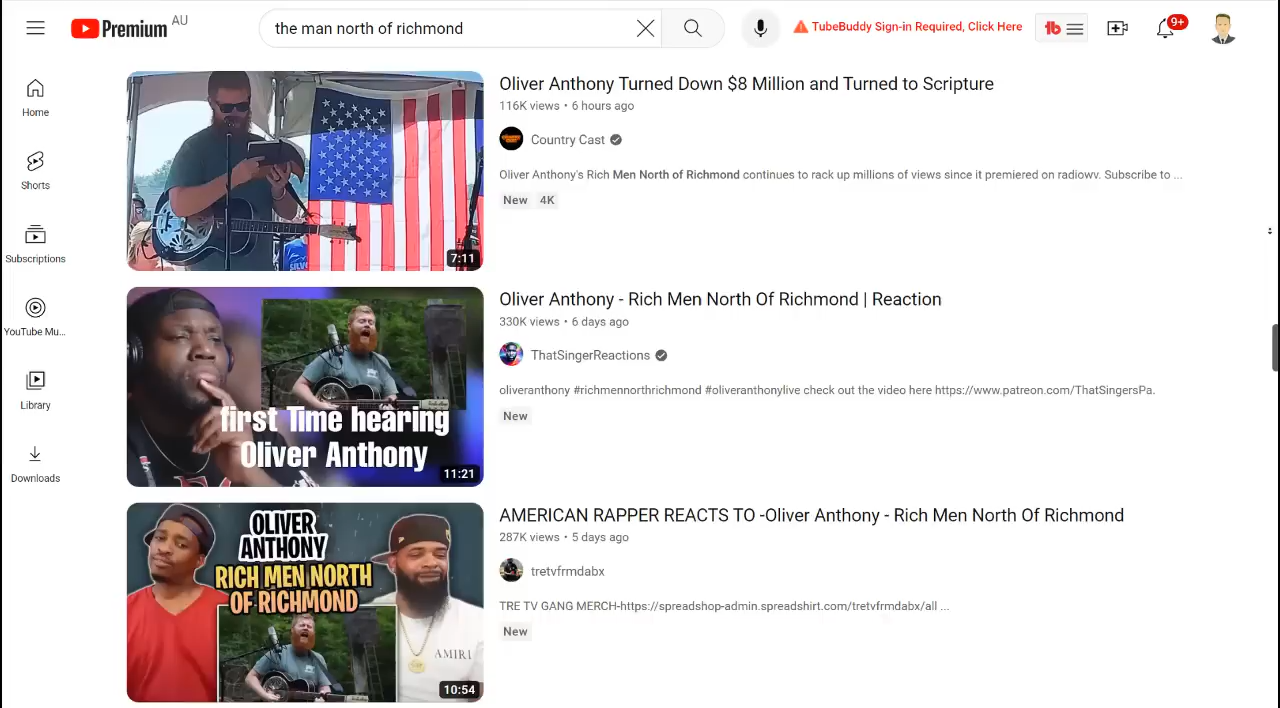 Premium AU
the man north of richmond
TubeBuddy Sign-in Required, Click Here
tb
9+
Home
Shorts
Subscriptions
YouTube Mu...
Library
Downloads
7:11
Oliver Anthony Turned Down $8 Million and Turned to Scripture
116K views • 6 hours ago
Country Cast
Oliver Anthony's Rich Men North of Richmond continues to rack up millions of views since it premiered on radiowv. Subscribe to ...
New 4K
first Time hearing
Oliver Anthony
11:21
Oliver Anthony - Rich Men North Of Richmond | Reaction
330K views • 6 days ago
ThatSingerReactions
oliveranthony #richmennorthrichmond #oliveranthonylive check out the video here https://www.patreon.com/ThatSingersPa.
New
OLIVER
ANTHONY
RICH MEN NORTH
OF RICHMOND
AMIRI
10:54
AMERICAN RAPPER REACTS TO -Oliver Anthony - Rich Men North Of Richmond
287K views • 5 days ago
tretvfrmdabx
TRE TV GANG MERCH-https://spreadshop-admin.spreadshirt.com/tretvfrmdabx/all ...
New